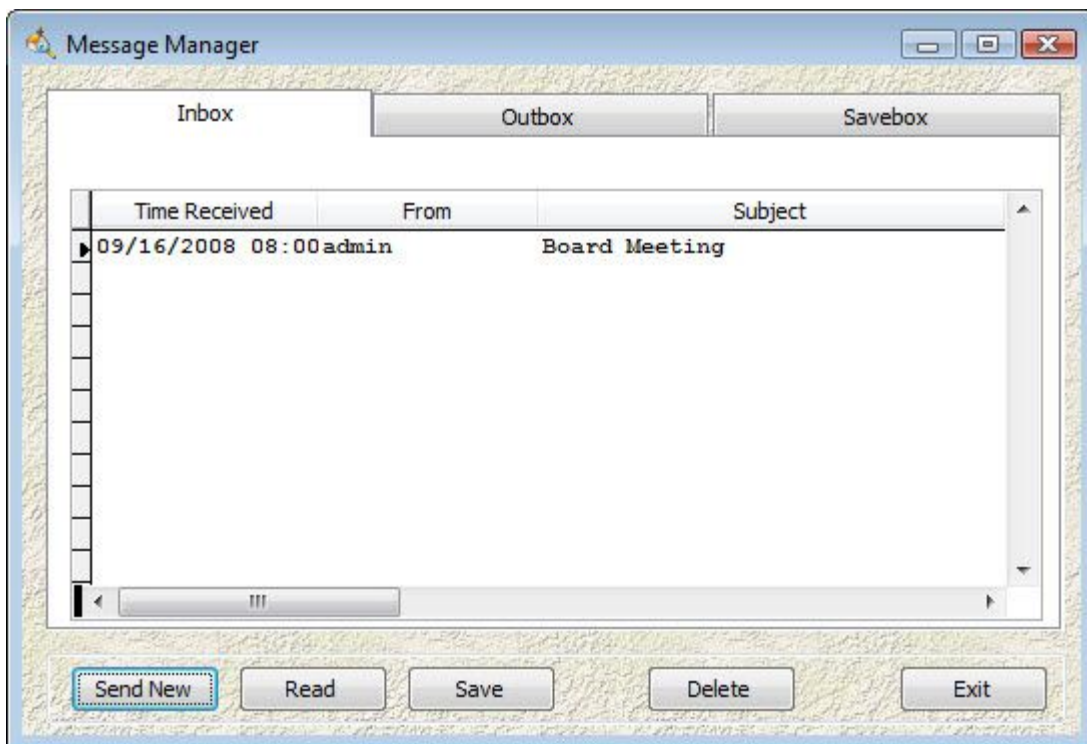 Message Manager
Inbox Outbox Savebox
Time Received From Subject
09/16/2008 08:00admin Board Meeting
Send New Read Save Delete Exit